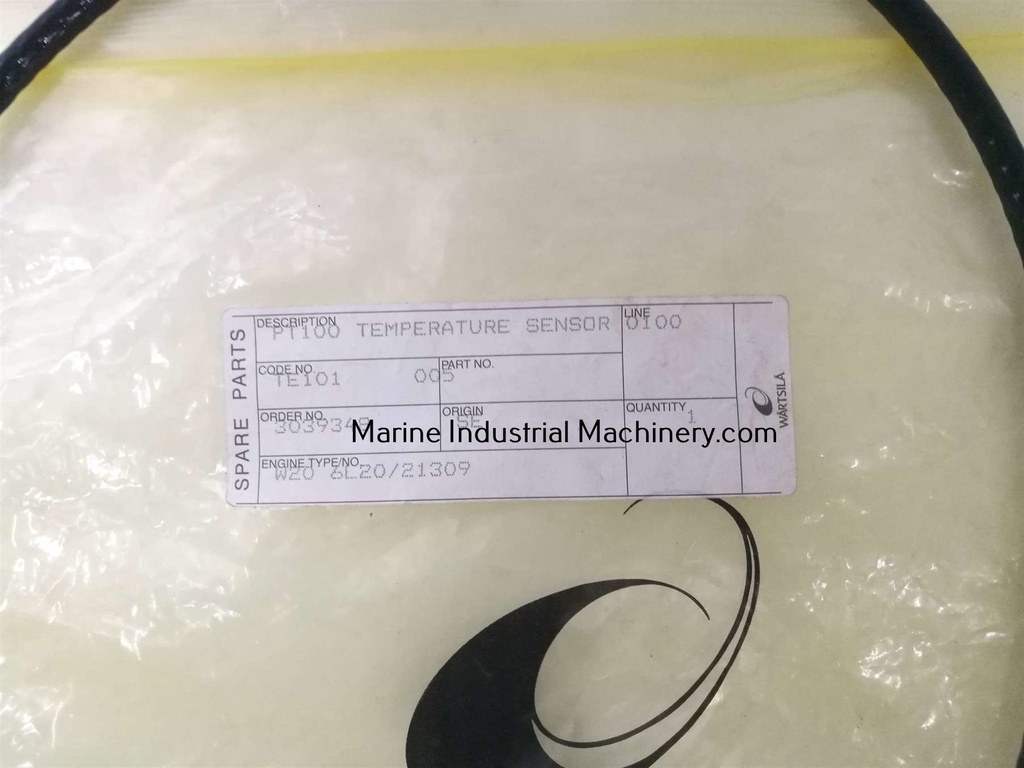 SPARE PARTS
DESCRIPTION LINE
PT100 TEMPERATURE SENSOR 0100
CODE NO. PART NO.
TE101 005
ORDER NO. ORIGIN QUANTITY
SE 1
Marine Industrial Machinery.com
ENGINE TYPE/NO.
W20 6L20/21309
WÄRTSILÄ